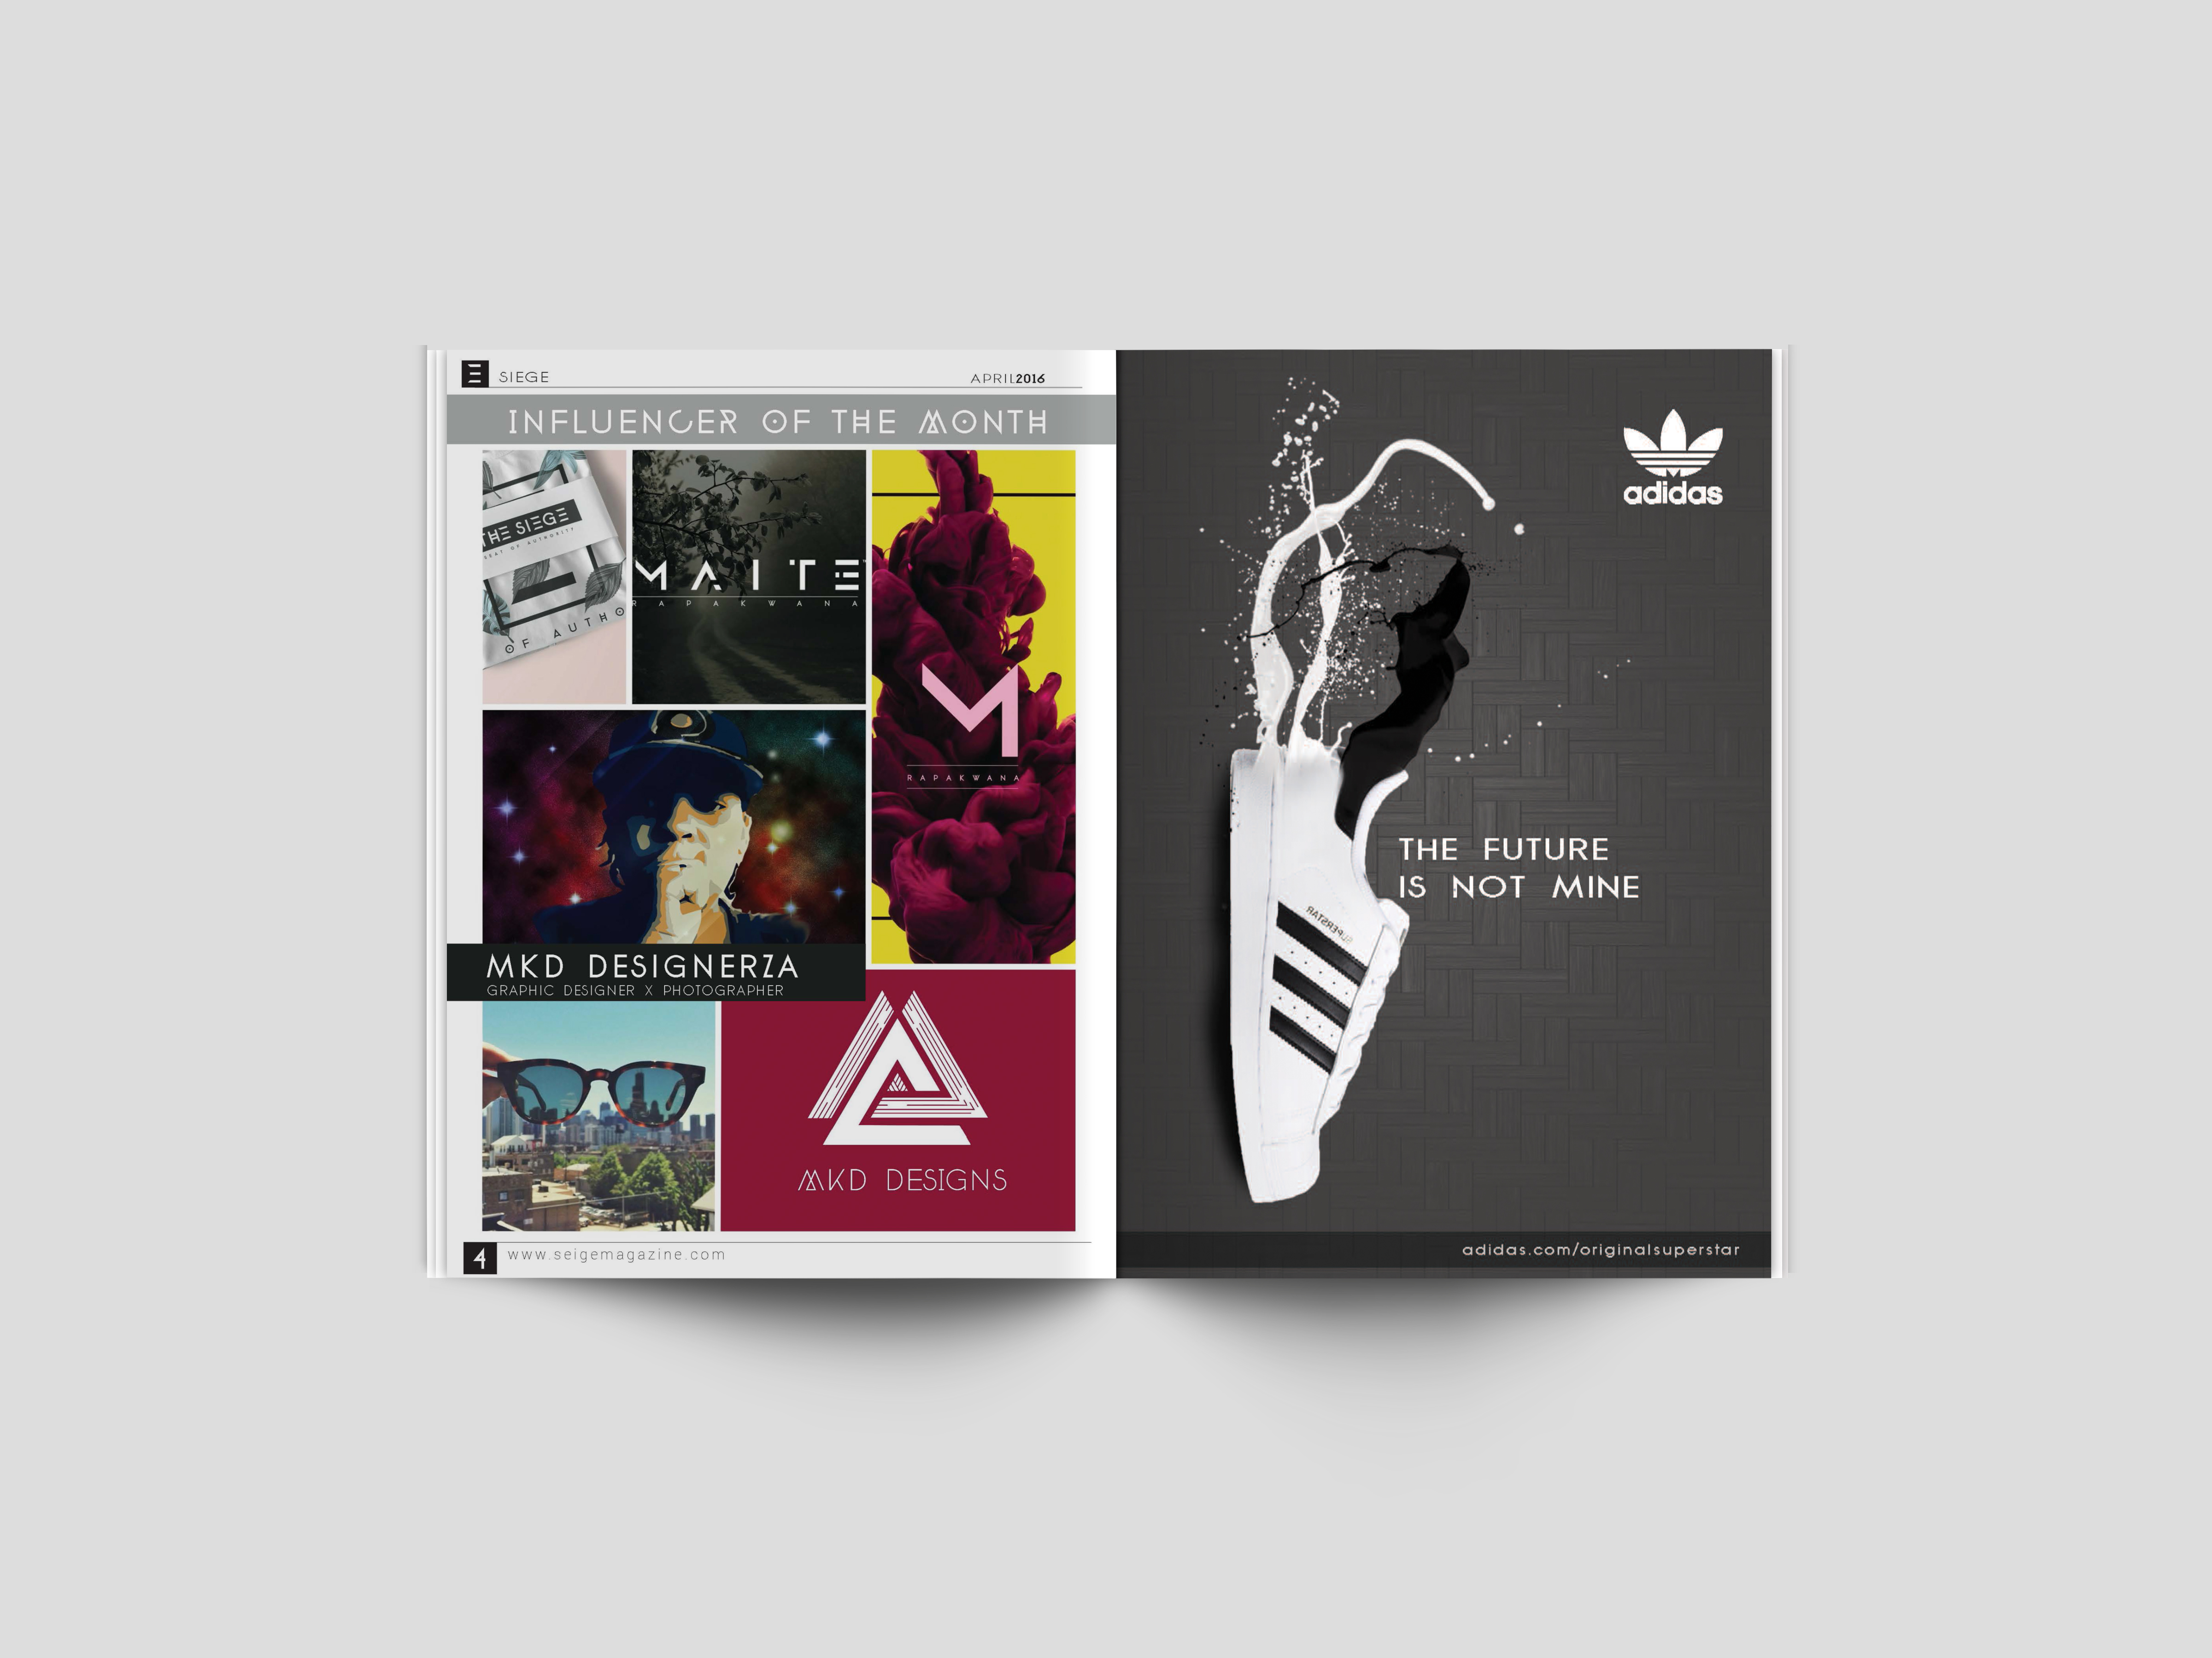 SIEGE
APRIL2016
INFLUENCER OF THE MONTH
THE SIEGE
SEAT OF AUTHORITY
OF AUTHO
MAITE
RAPAKWANA
M
RAPAKWANA
MKD DESIGNERZA
GRAPHIC DESIGNER X PHOTOGRAPHER
MKD DESIGNS
4 www.seigemagazine.com
adidas
THE FUTURE
IS NOT MINE
SUPERSTAR
adidas.com/originalsuperstar